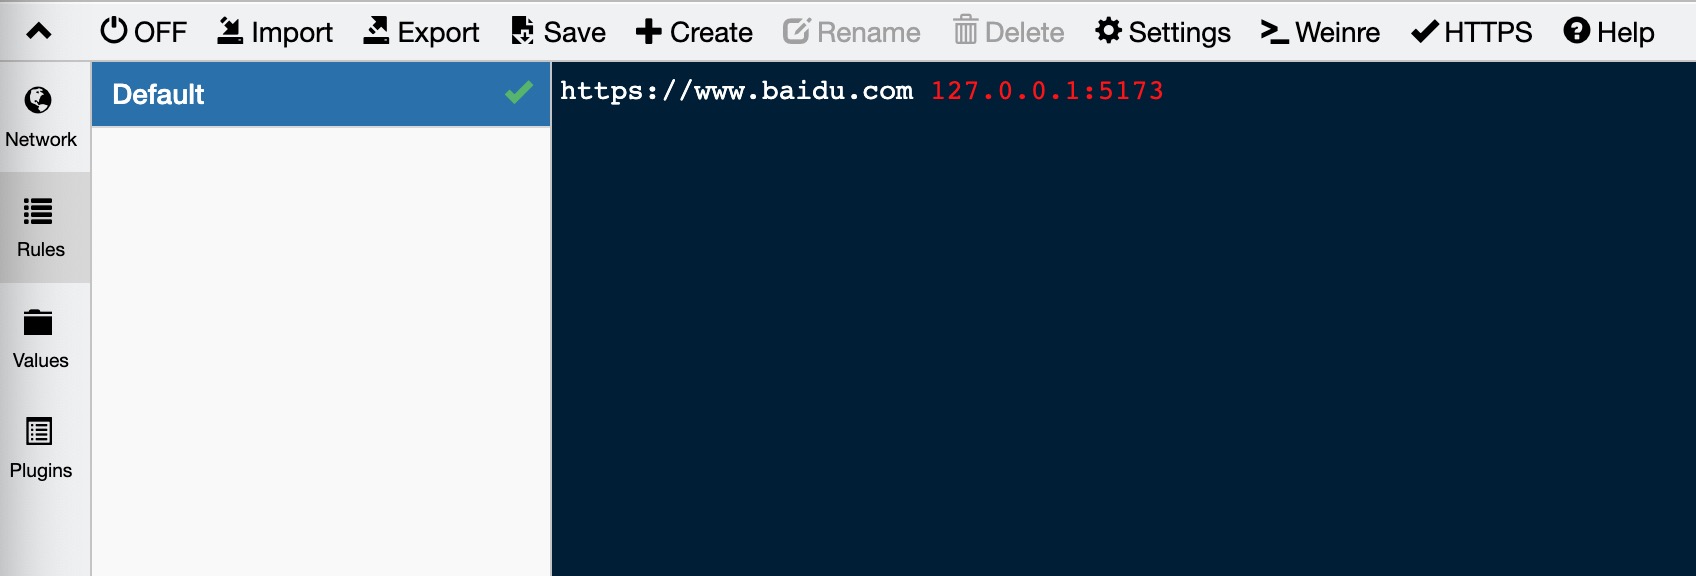 OFF Import Export Save Create Rename Delete Settings Weinre HTTPS Help
Network
Rules
Values
Plugins
Default
https://www.baidu.com 127.0.0.1:5173